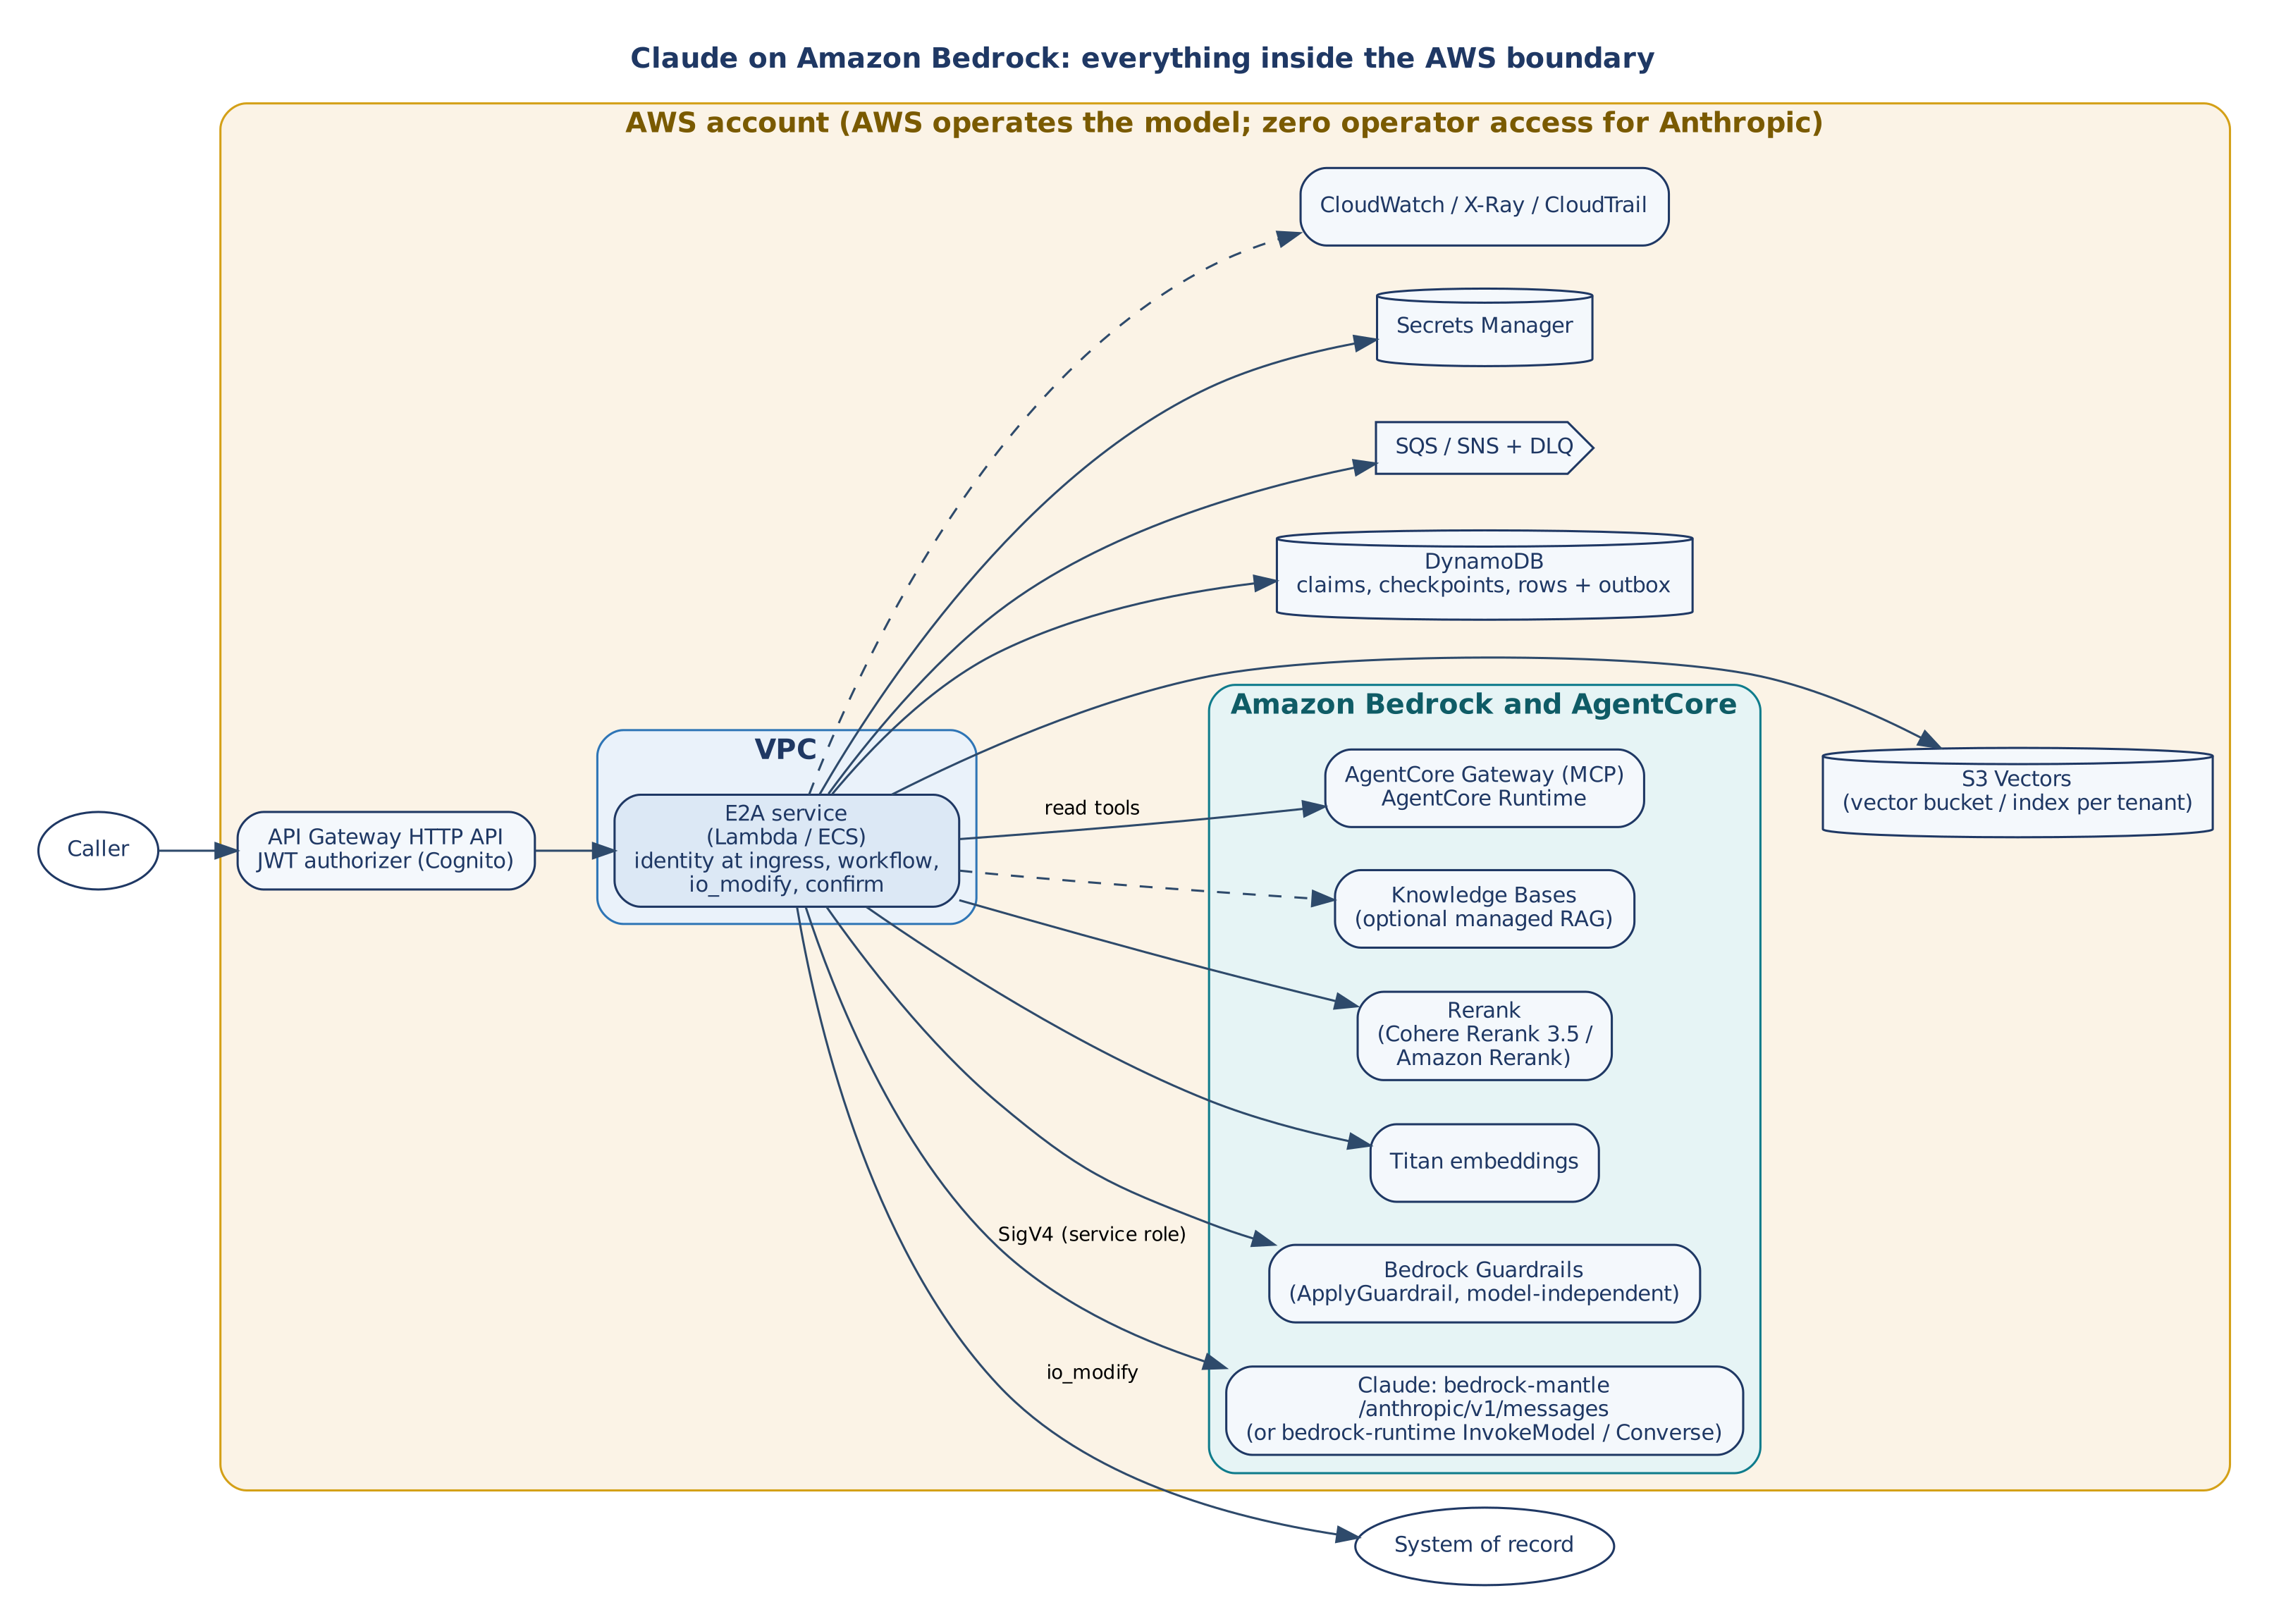 Claude on Amazon Bedrock: everything inside the AWS boundary
AWS account (AWS operates the model; zero operator access for Anthropic)
CloudWatch / X-Ray / CloudTrail
Secrets Manager
SQS / SNS + DLQ
DynamoDB
claims, checkpoints, rows + outbox
Amazon Bedrock and AgentCore
VPC
S3 Vectors
(vector bucket / index per tenant)
AgentCore Gateway (MCP)
AgentCore Runtime
read tools
Caller
API Gateway HTTP API
JWT authorizer (Cognito)
E2A service
(Lambda / ECS)
identity at ingress, workflow,
io_modify, confirm
Knowledge Bases
(optional managed RAG)
Rerank
(Cohere Rerank 3.5 /
Amazon Rerank)
Titan embeddings
SigV4 (service role)
Bedrock Guardrails
(ApplyGuardrail, model-independent)
io_modify
Claude: bedrock-mantle
/anthropic/v1/messages
(or bedrock-runtime InvokeModel / Converse)
System of record